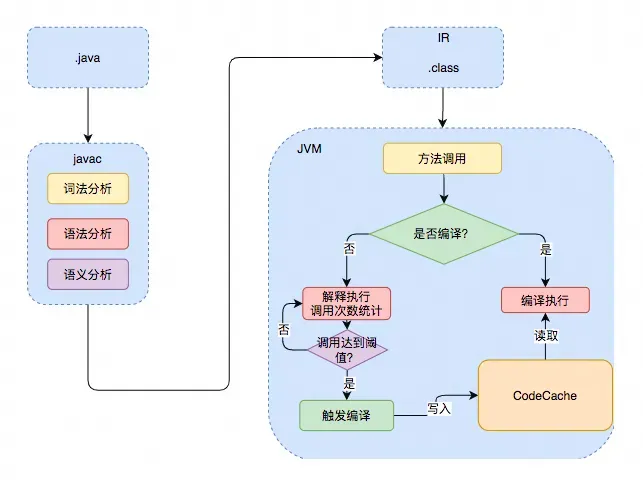 .java
javac
词法分析
语法分析
语义分析
IR
.class
JVM
方法调用
是否编译?
否
是
解释执行
调用次数统计
编译执行
否
调用达到阈
值?
读取
是
触发编译
写入
CodeCache